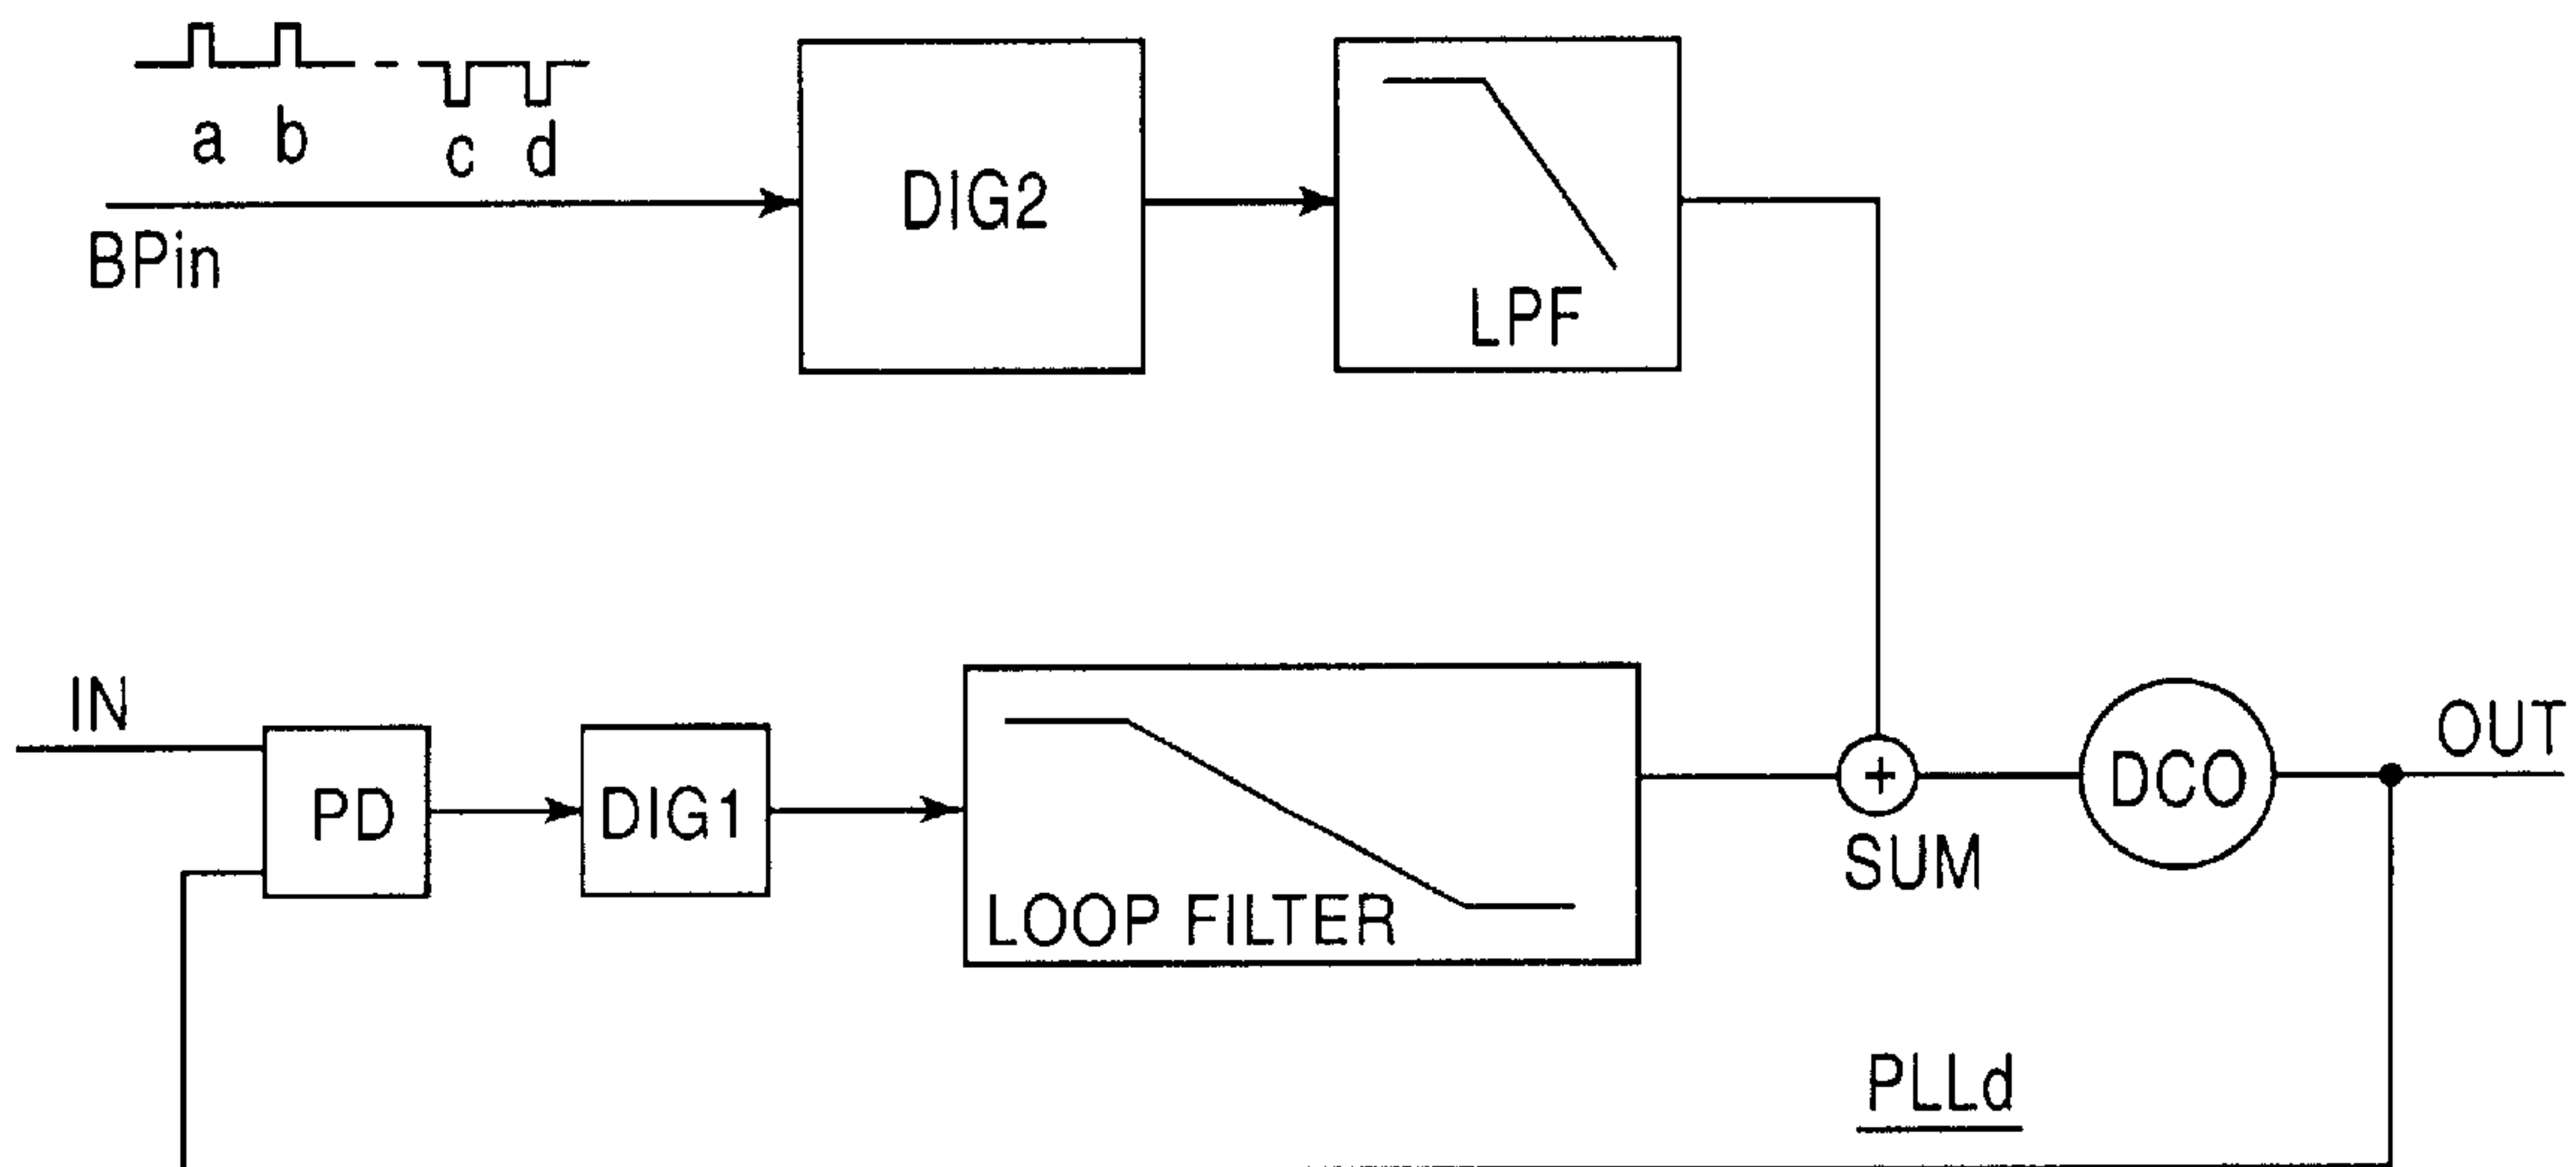 a b c d
BPin
DIG2
LPF
IN
PD
DIG1
LOOP FILTER
+
SUM
DCO
OUT
PLLd